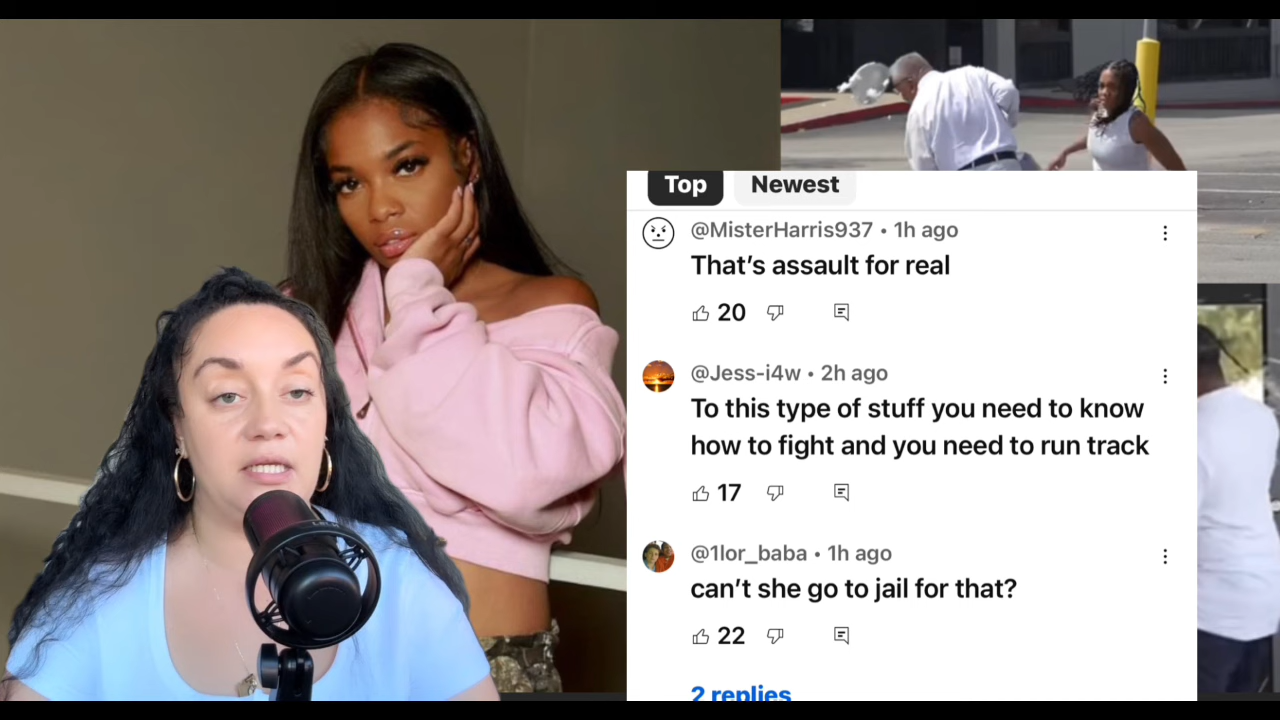 Top Newest
@MisterHarris937 • 1h ago
That's assault for real
20
@Jess-i4w • 2h ago
To this type of stuff you need to know
how to fight and you need to run track
17
@1lor_baba • 1h ago
can't she go to jail for that?
22
2 replies